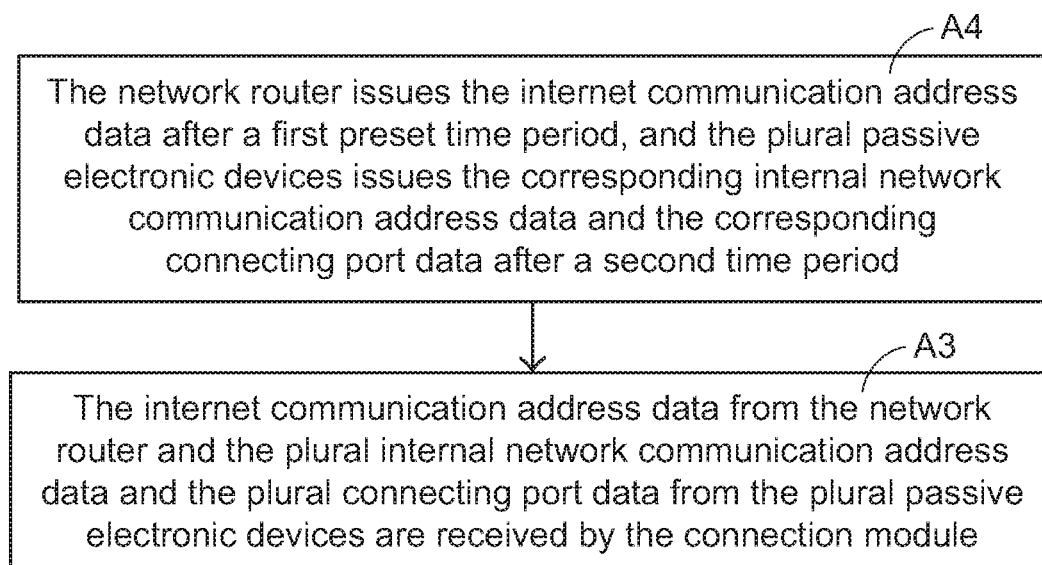 A4
The network router issues the internet communication address
data after a first preset time period, and the plural passive
electronic devices issues the corresponding internal network
communication address data and the corresponding
connecting port data after a second time period
A3
The internet communication address data from the network
router and the plural internal network communication address
data and the plural connecting port data from the plural passive
electronic devices are received by the connection module